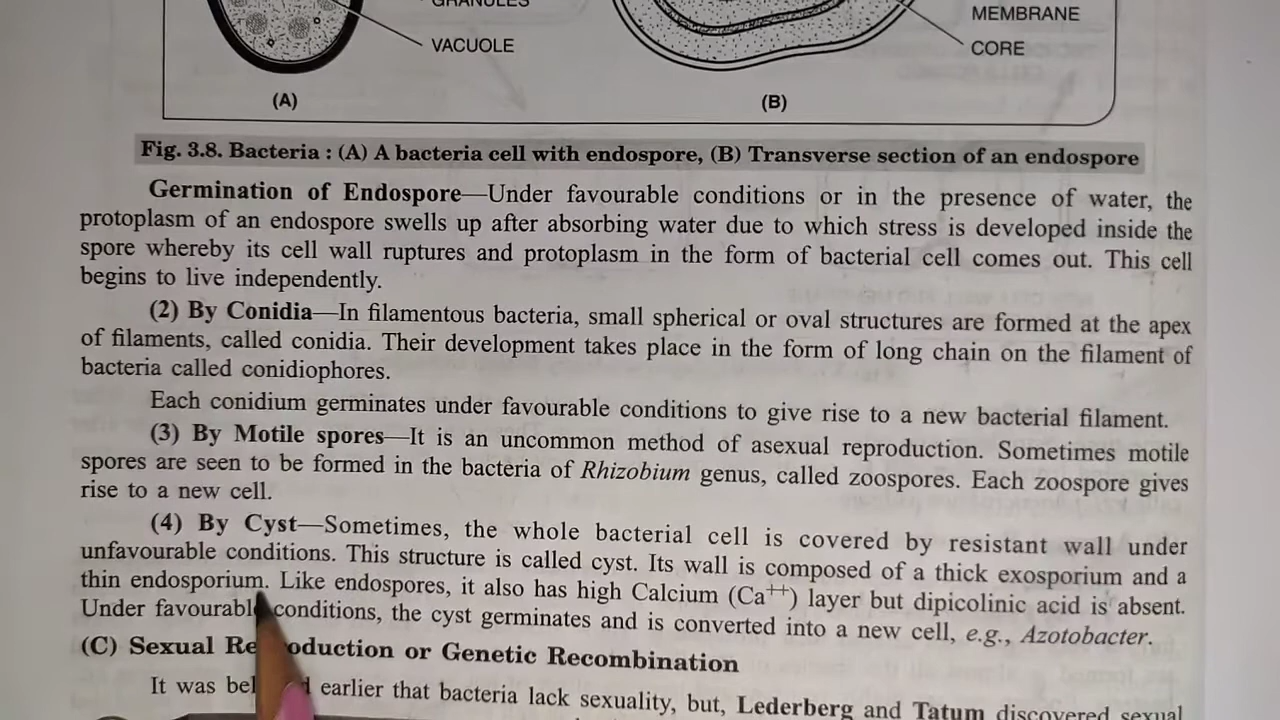 GRANULES
VACUOLE
MEMBRANE
CORE
(A)
(B)
Fig. 3.8. Bacteria : (A) A bacteria cell with endospore, (B) Transverse section of an endospore
Germination of Endospore—Under favourable conditions or in the presence of water, the
protoplasm of an endospore swells up after absorbing water due to which stress is developed inside the
spore whereby its cell wall ruptures and protoplasm in the form of bacterial cell comes out. This cell
begins to live independently.
(2) By Conidia—In filamentous bacteria, small spherical or oval structures are formed at the apex
of filaments, called conidia. Their development takes place in the form of long chain on the filament of
bacteria called conidiophores.
Each conidium germinates under favourable conditions to give rise to a new bacterial filament.
(3) By Motile spores—It is an uncommon method of asexual reproduction. Sometimes motile
spores are seen to be formed in the bacteria of Rhizobium genus, called zoospores. Each zoospore gives
rise to a new cell.
(4) By Cyst—Sometimes, the whole bacterial cell is covered by resistant wall under
unfavourable conditions. This structure is called cyst. Its wall is composed of a thick exosporium and a
thin endosporium. Like endospores, it also has high Calcium (Ca++) layer but dipicolinic acid is absent.
Under favourable conditions, the cyst germinates and is converted into a new cell, e.g., Azotobacter.
(C) Sexual Reproduction or Genetic Recombination
It was believed earlier that bacteria lack sexuality, but, Lederberg and Tatum discovered sexual